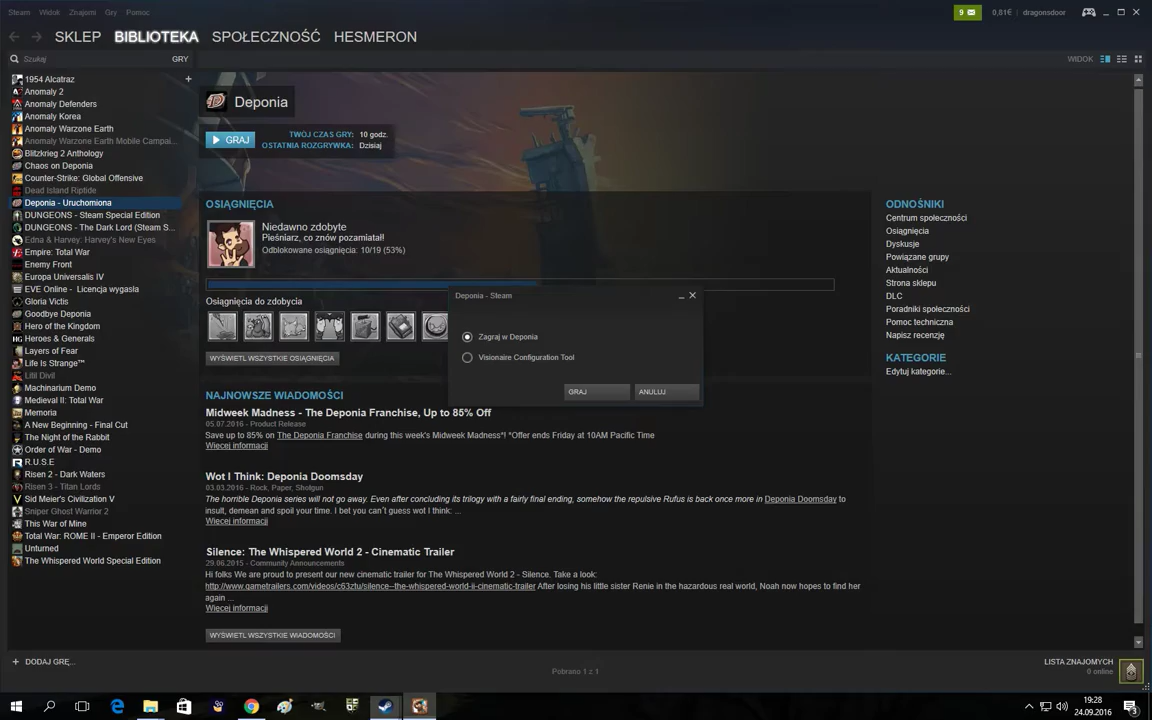 Steam Widok Znajomi Gry Pomoc
9
0,81€ | dragonsdoor
SKLEP BIBLIOTEKA SPOŁECZNOŚĆ HESMERON
Szukaj GRY
WIDOK
1954 Alcatraz
Anomaly 2
Anomaly Defenders
Anomaly Korea
Anomaly Warzone Earth
Anomaly Warzone Earth Mobile Campai...
Blitzkrieg 2 Anthology
Chaos on Deponia
Counter-Strike: Global Offensive
Dead Island Riptide
Deponia - Uruchomiona
DUNGEONS - Steam Special Edition
DUNGEONS - The Dark Lord (Steam S...
Edna & Harvey: Harvey's New Eyes
Empire: Total War
Enemy Front
Europa Universalis IV
EVE Online - Licencja wygasła
Gloria Victis
Goodbye Deponia
Hero of the Kingdom
Heroes & Generals
Layers of Fear
Life Is Strange™
Litil Divil
Machinarium Demo
Medieval II: Total War
Memoria
A New Beginning - Final Cut
The Night of the Rabbit
Order of War - Demo
R.U.S.E
Risen 2 - Dark Waters
Risen 3 - Titan Lords
Sid Meier's Civilization V
Sniper Ghost Warrior 2
This War of Mine
Total War: ROME II - Emperor Edition
Unturned
The Whispered World Special Edition
Deponia
GRAJ
TWÓJ CZAS GRY: 10 godz.
OSTATNIA ROZGRYWKA: Dzisiaj
OSIĄGNIĘCIA
Niedawno zdobyte
Pieśniarz, co znów pozamiatał!
Odblokowane osiągnięcia: 10/19 (53%)
Osiągnięcia do zdobycia
WYŚWIETL WSZYSTKIE OSIĄGNIĘCIA
Deponia - Steam
Zagraj w Deponia
Visionaire Configuration Tool
GRAJ ANULUJ
NAJNOWSZE WIADOMOŚCI
Midweek Madness - The Deponia Franchise, Up to 85% Off
05.07.2016 - Product Release
Save up to 85% on The Deponia Franchise during this week's Midweek Madness*! *Offer ends Friday at 10AM Pacific Time
Więcej informacji
Wot I Think: Deponia Doomsday
03.03.2016 - Rock, Paper, Shotgun
The horrible Deponia series will not go away. Even after concluding its trilogy with a fairly final ending, somehow the repulsive Rufus is back once more in Deponia Doomsday to
insult, demean and spoil your time. I bet you can't guess wot I think: ...
Więcej informacji
Silence: The Whispered World 2 - Cinematic Trailer
29.06.2015 - Community Announcements
Hi folks We are proud to present our new cinematic trailer for The Whispered World 2 - Silence. Take a look:
http://www.gametrailers.com/videos/c63ztu/silence--the-whispered-world-ii-cinematic-trailer After losing his little sister Renie in the hazardous real world, Noah now hopes to find her
again ...
Więcej informacji
WYŚWIETL WSZYSTKIE WIADOMOŚCI
ODNOŚNIKI
Centrum społeczności
Osiągnięcia
Dyskusje
Powiązane grupy
Aktualności
Strona sklepu
DLC
Poradniki społeczności
Pomoc techniczna
Napisz recenzję
KATEGORIE
Edytuj kategorie...
+ DODAJ GRĘ...
Pobrano 1 z 1
LISTA ZNAJOMYCH
0 online
19:28
24.09.2016
3